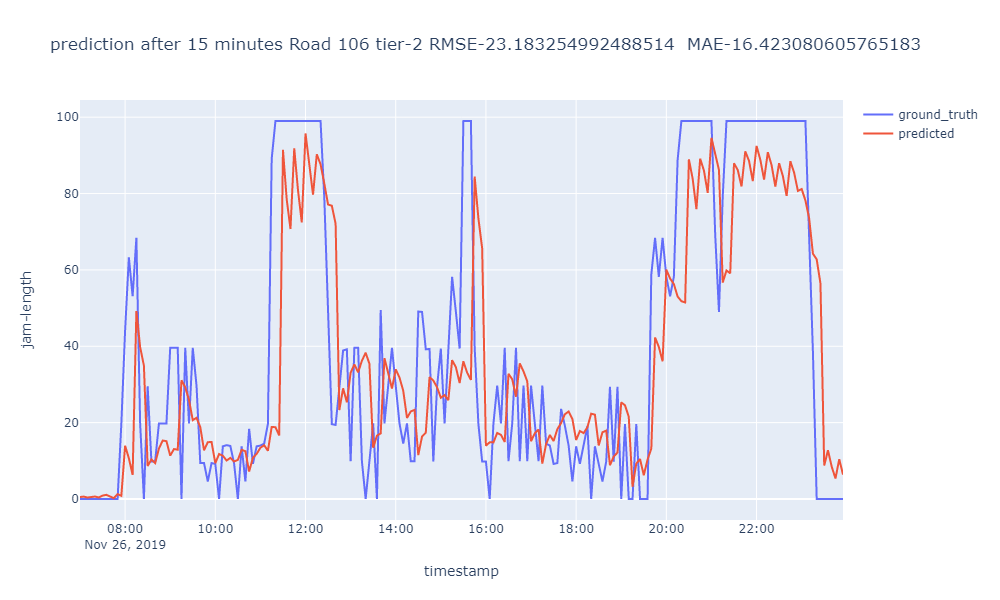 prediction after 15 minutes Road 106 tier-2 RMSE-23.183254992488514  MAE-16.423080605765183
ground_truth
predicted
100
80
60
40
20
0
jam-length
08:00 10:00 12:00 14:00 16:00 18:00 20:00 22:00
Nov 26, 2019
timestamp